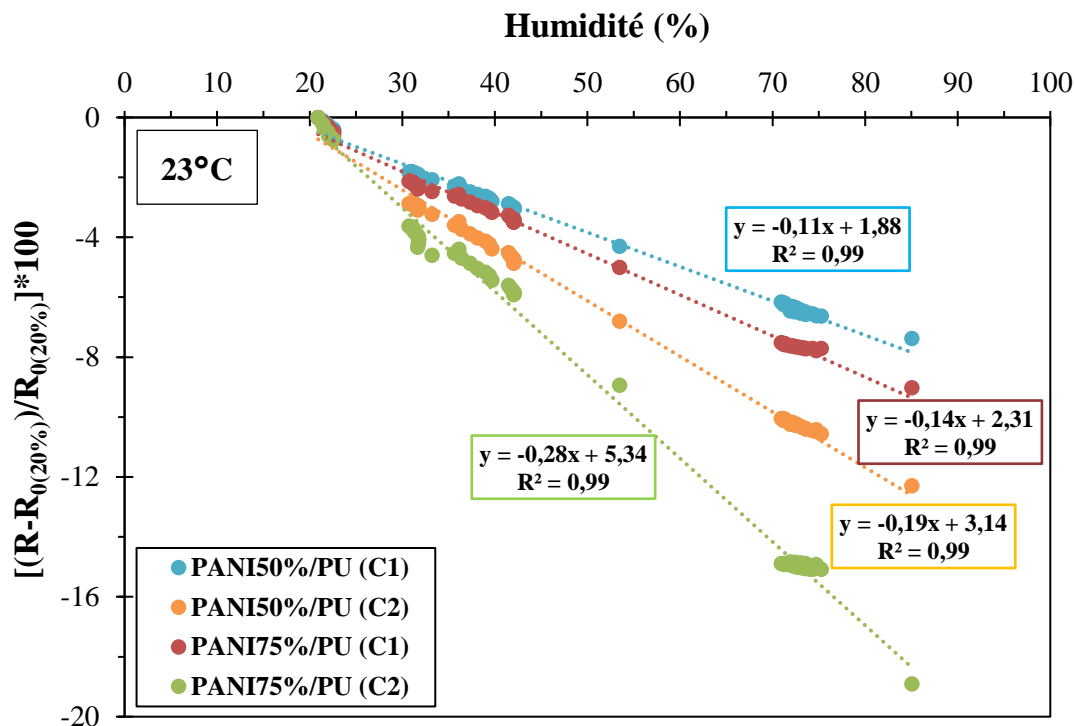 Humidité (%)
0 10 20 30 40 50 60 70 80 90 100
0
-4
-8
-12
-16
-20
[(R-R0(20%))/R0(20%)]*100
23°C
y = -0,11x + 1,88
R² = 0,99
y = -0,14x + 2,31
R² = 0,99
y = -0,28x + 5,34
R² = 0,99
y = -0,19x + 3,14
R² = 0,99
PANI50%/PU (C1)
PANI50%/PU (C2)
PANI75%/PU (C1)
PANI75%/PU (C2)